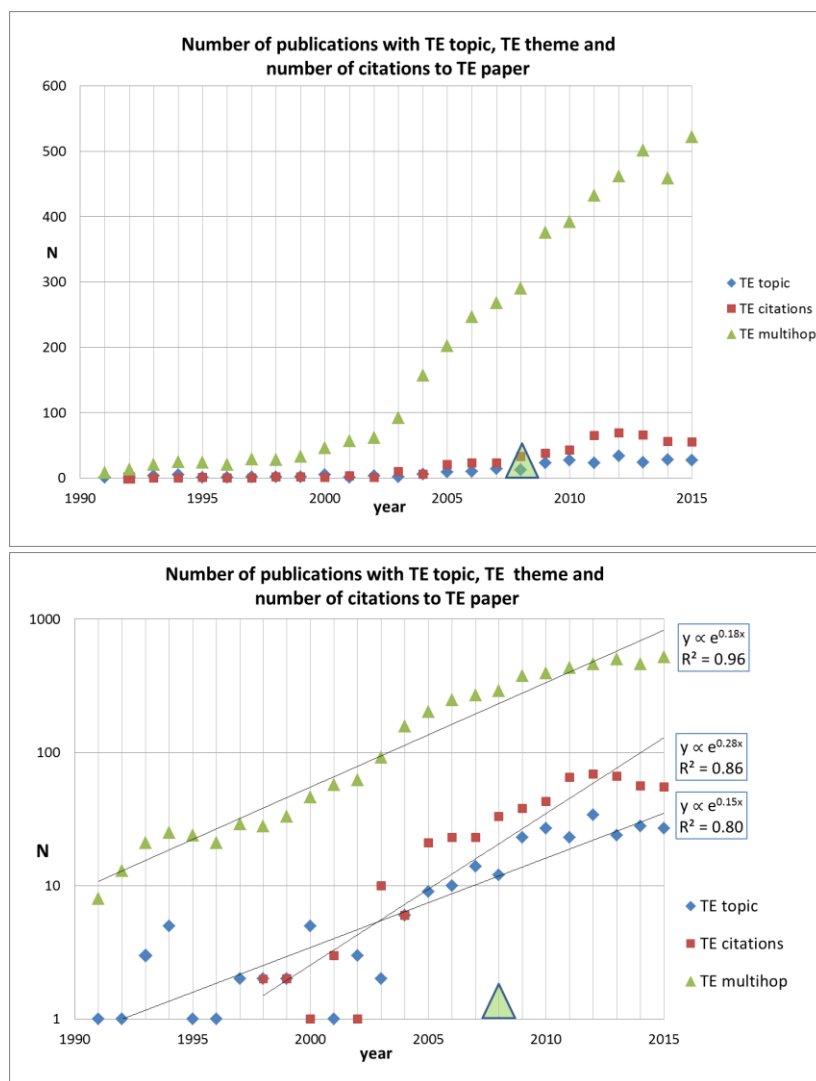 Number of publications with TE topic, TE theme and
number of citations to TE paper
600
500
400
N
300
200
100
0
1990
1995
2000
2005
2010
2015
year
TE topic
TE citations
TE multihop
Number of publications with TE topic, TE theme and
number of citations to TE paper
1000
100
N
10
1
1990
1995
2000
2005
2010
2015
year
y ∝ e^0.18x
R² = 0.96
y ∝ e^0.28x
R² = 0.86
y ∝ e^0.15x
R² = 0.80
TE topic
TE citations
TE multihop